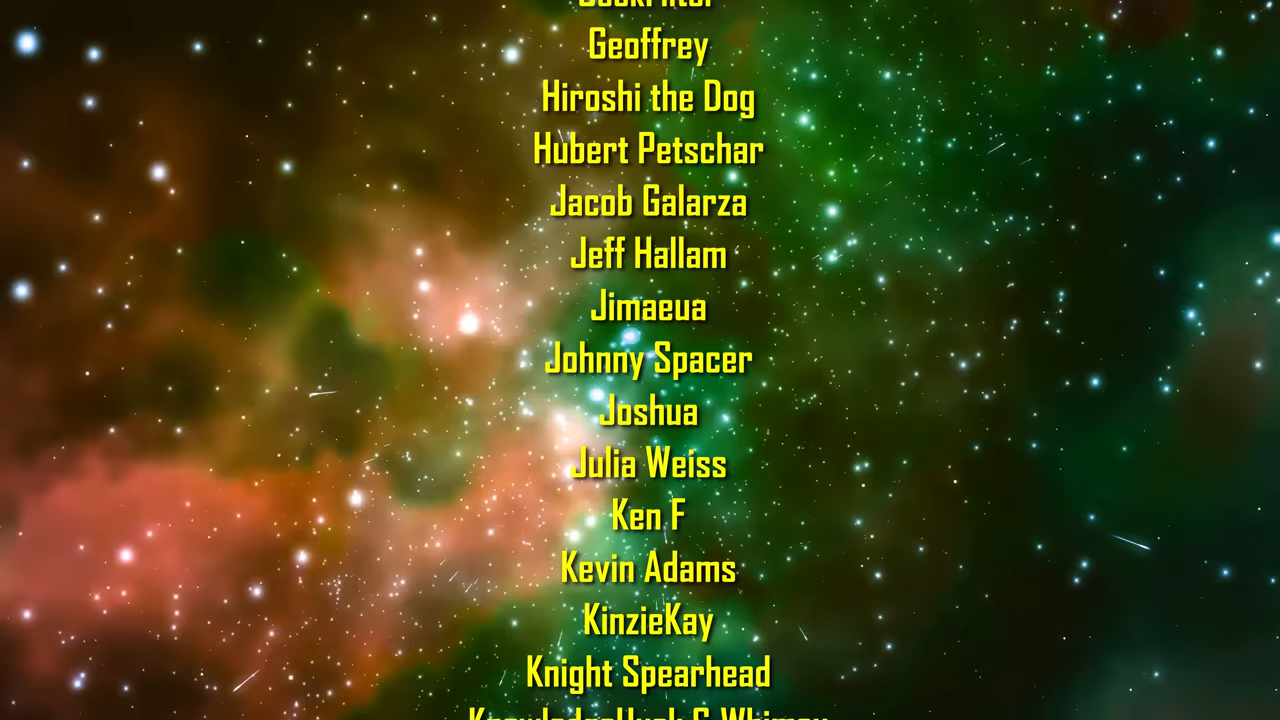 Geoffrey
Hiroshi the Dog
Hubert Petschar
Jacob Galarza
Jeff Hallam
Jimaeua
Johnny Spacer
Joshua
Julia Weiss
Ken F
Kevin Adams
KinzieKay
Knight Spearhead